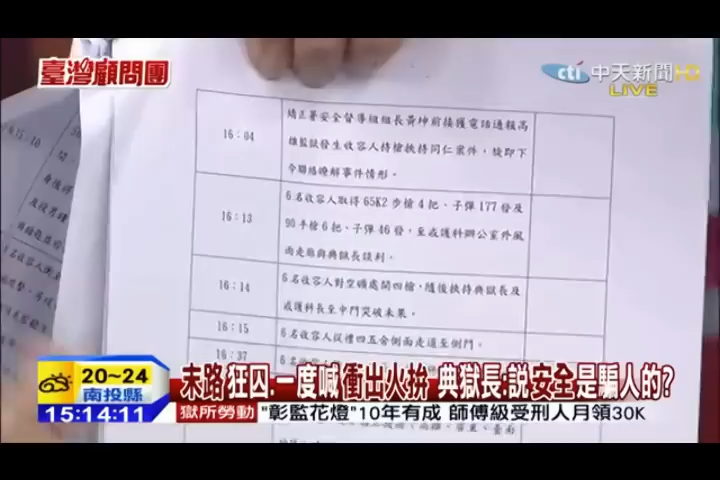 臺灣顧問團
cti 中天新聞 HD
LIVE
16:04
矯正署安全督導組組長黃坤前接獲電話通報高
雄監獄發生收容人持槍挾持同仁案件，旋即下
令聯絡瞭解事件情形。
16:13
6名收容人取得65K2步槍4把、子彈177發及
90手槍6把、子彈46發，至戒護科辦公室外風
面走廊與典獄長談判。
16:14
6名收容人對空曠處開四槍，隨後挾持典獄長及
戒護科長至中門突破未果。
16:15
6名收容人從禮四五舍側面走道至側門。
16:37
20~24
南投縣
15:14:11
末路狂囚.一度喊衝出火拚 典獄長:說安全是騙人的?
獄所勞動
"彰監花燈"10年有成 師傅級受刑人月領30K